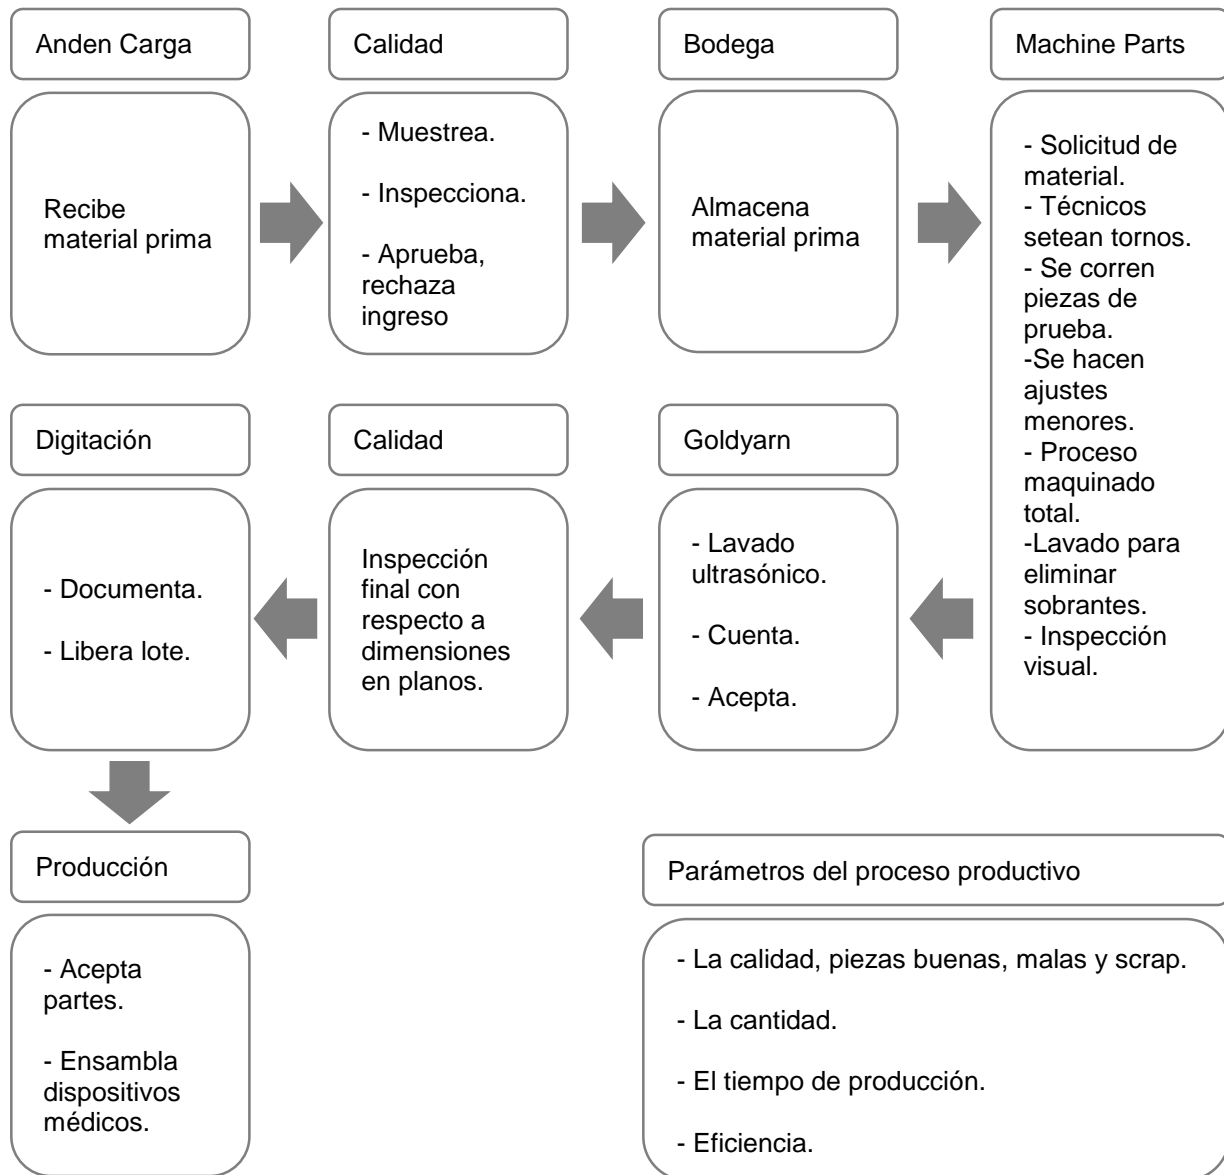 Anden Carga
Recibe
material prima
Calidad
- Muestrea.
- Inspecciona.
- Aprueba,
rechaza
ingreso
Bodega
Almacena
material prima
Machine Parts
- Solicitud de
material.
- Técnicos
setean tornos.
- Se corren
piezas de
prueba.
-Se hacen
ajustes
menores.
- Proceso
maquinado
total.
-Lavado para
eliminar
sobrantes.
- Inspección
visual.
Goldyarn
- Lavado
ultrasónico.
- Cuenta.
- Acepta.
Calidad
Inspección
final con
respecto a
dimensiones
en planos.
Digitación
- Documenta.
- Libera lote.
Producción
- Acepta
partes.
- Ensambla
dispositivos
médicos.
Parámetros del proceso productivo
- La calidad, piezas buenas, malas y scrap.
- La cantidad.
- El tiempo de producción.
- Eficiencia.